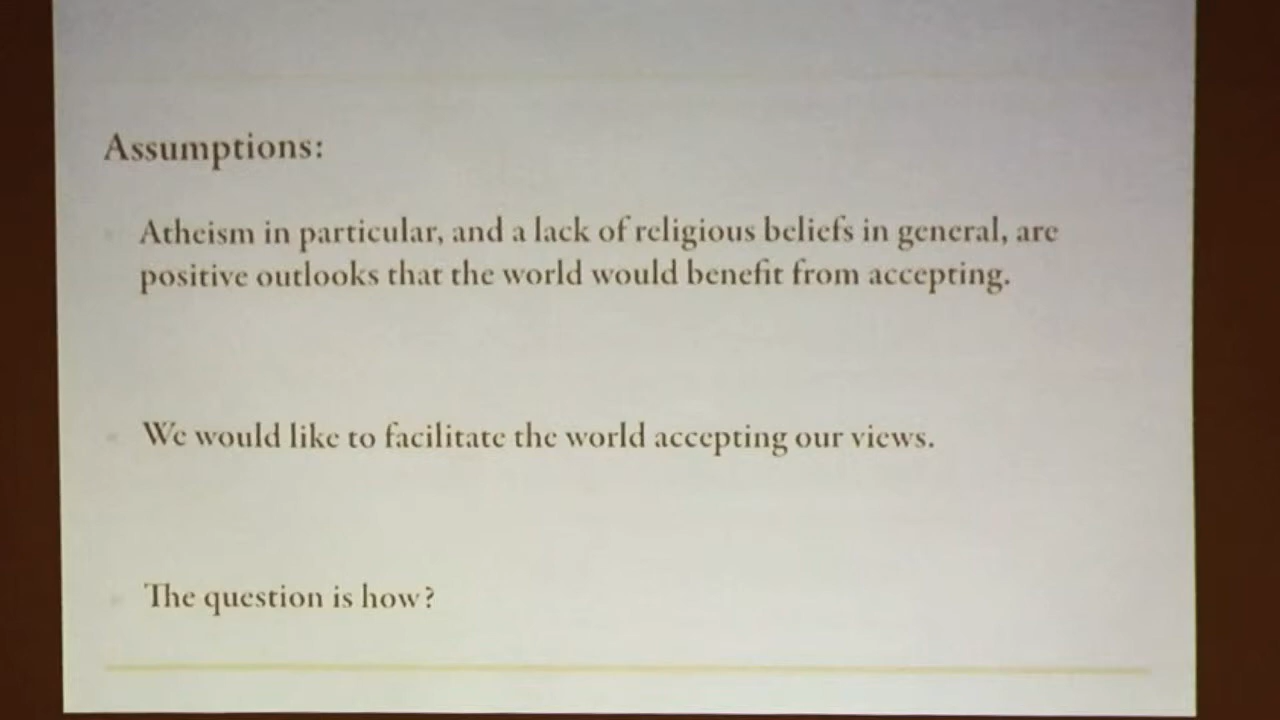 Assumptions:
Atheism in particular, and a lack of religious beliefs in general, are
positive outlooks that the world would benefit from accepting.
We would like to facilitate the world accepting our views.
The question is how?